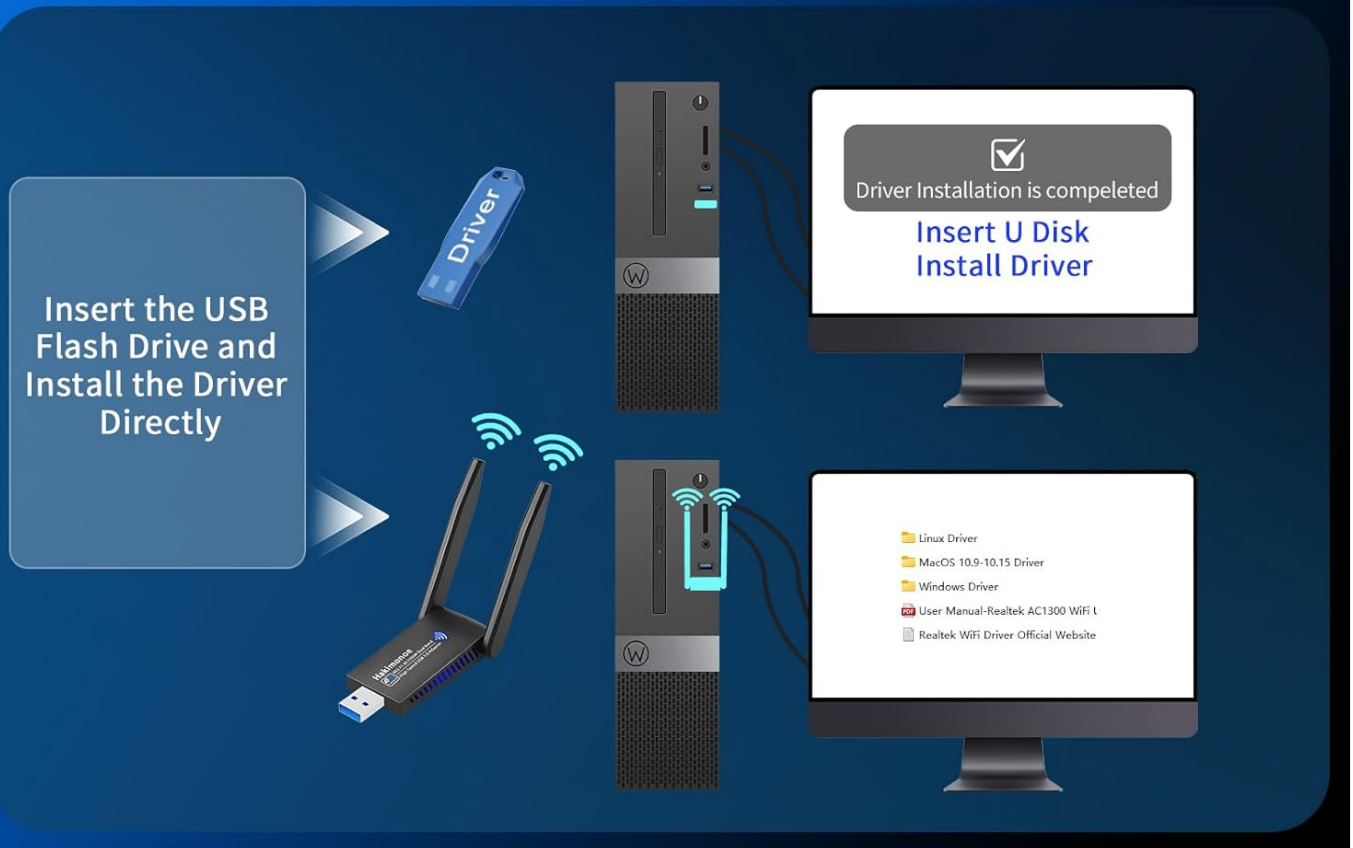 Insert the USB
Flash Drive and
Install the Driver
Directly
Driver
Driver Installation is compeleted
Insert U Disk
Install Driver
Hakimonoe
Linux Driver
MacOS 10.9-10.15 Driver
Windows Driver
PDF
User Manual-Realtek AC1300 WiFi U
Realtek WiFi Driver Official Website